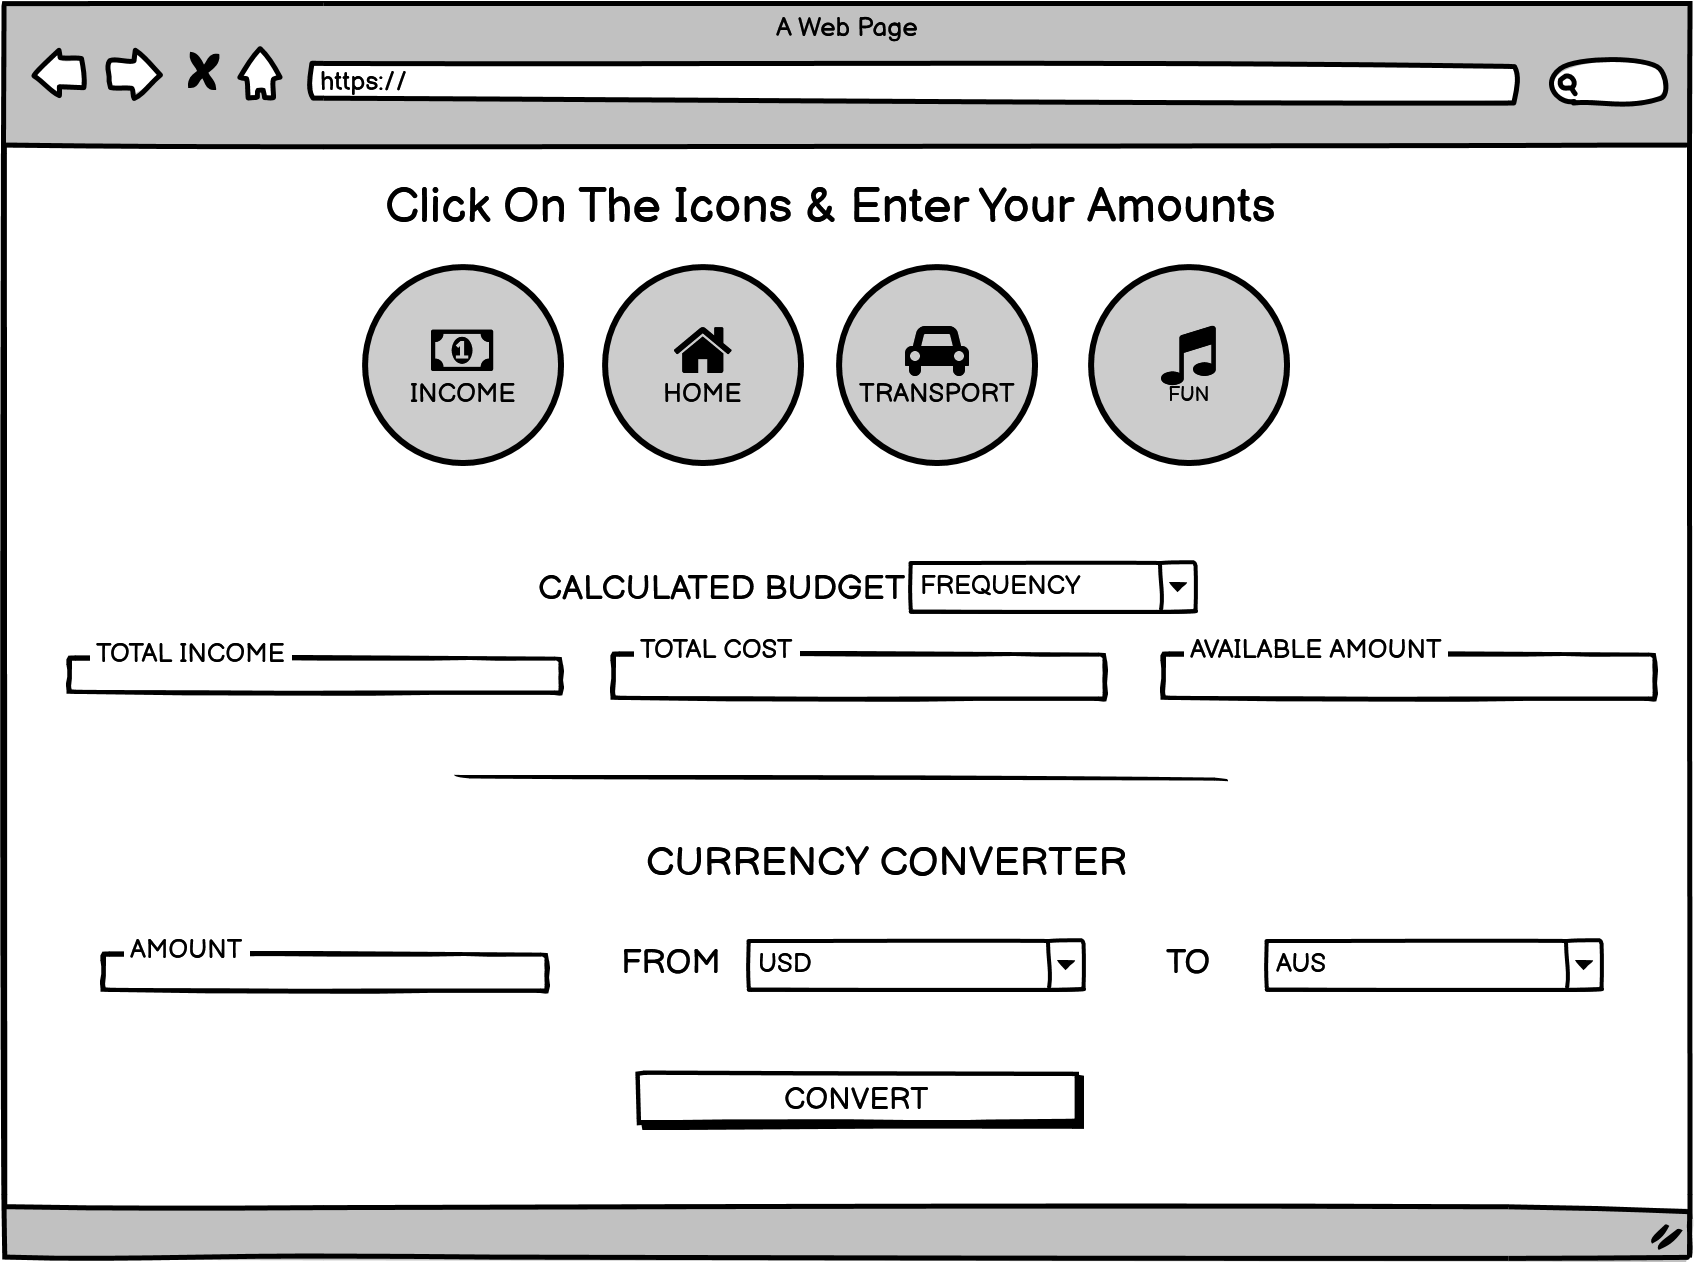 A Web Page
https://
Click On The Icons & Enter Your Amounts
1
INCOME
HOME
TRANSPORT
FUN
CALCULATED BUDGET FREQUENCY
TOTAL INCOME TOTAL COST AVAILABLE AMOUNT
CURRENCY CONVERTER
AMOUNT FROM USD TO AUS
CONVERT